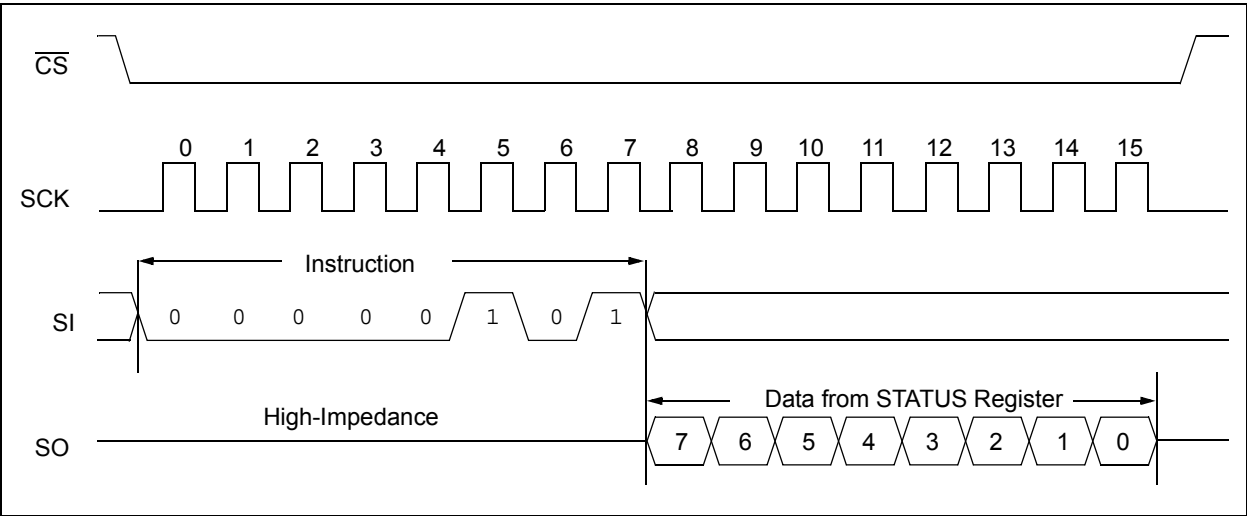 CS
0 1 2 3 4 5 6 7 8 9 10 11 12 13 14 15
SCK
Instruction
SI 0 0 0 0 0 1 0 1
Data from STATUS Register
High-Impedance
SO 7 6 5 4 3 2 1 0